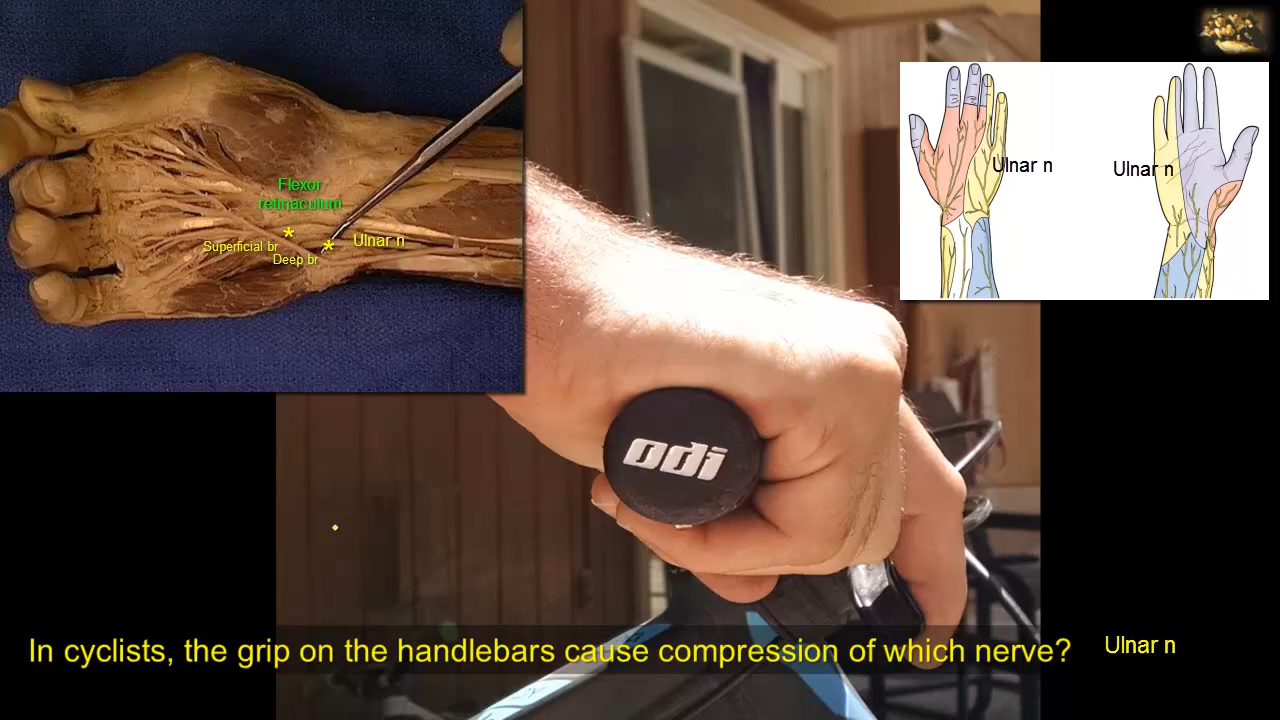 Flexor
retinaculum
*
*
Superficial br
Ulnar n
Deep br
Ulnar n
Ulnar n
odi
In cyclists, the grip on the handlebars cause compression of which nerve?
Ulnar n